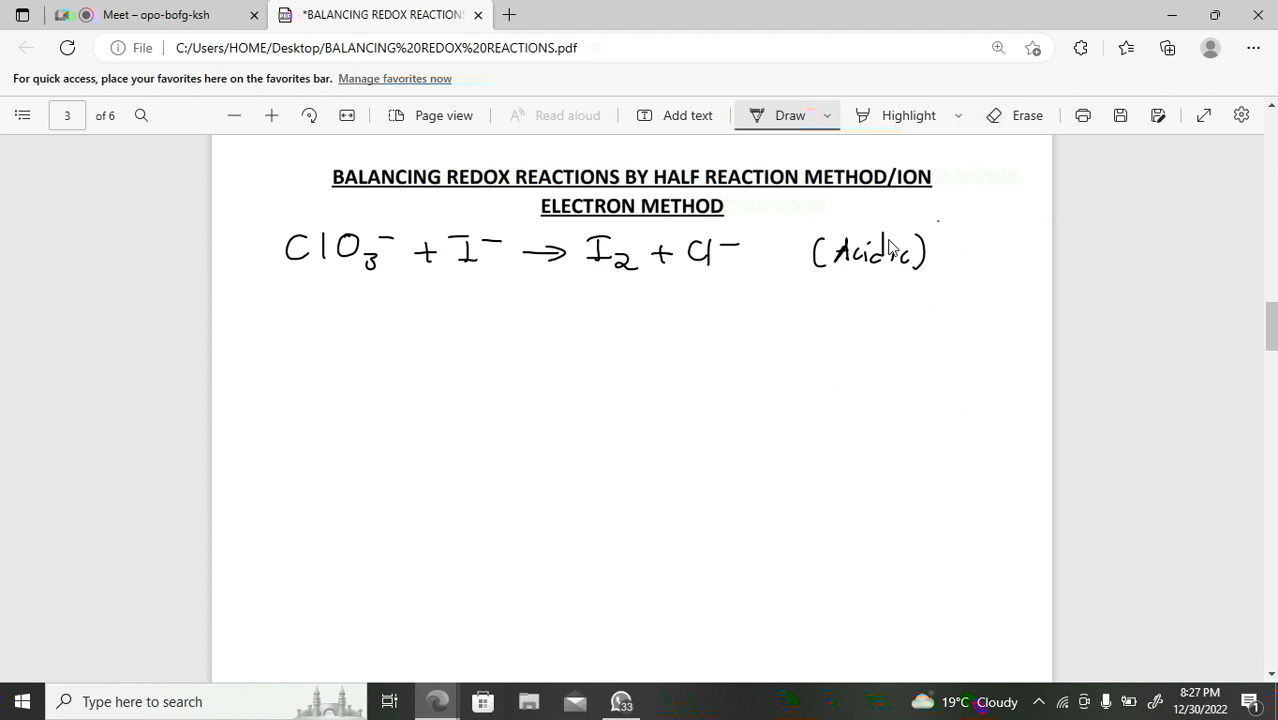 Meet – opo-bofg-ksh
*BALANCING REDOX REACTIONS
File
C:/Users/HOME/Desktop/BALANCING%20REDOX%20REACTIONS.pdf
For quick access, place your favorites here on the favorites bar. Manage favorites now
3 of 6
Page view
Read aloud
Add text
Draw
Highlight
Erase
BALANCING REDOX REACTIONS BY HALF REACTION METHOD/ION
ELECTRON METHOD
ClO₃⁻ + I⁻ → I₂ + Cl⁻ (Acidic)
Type here to search
33
19°C Cloudy
8:27 PM
12/30/2022
1